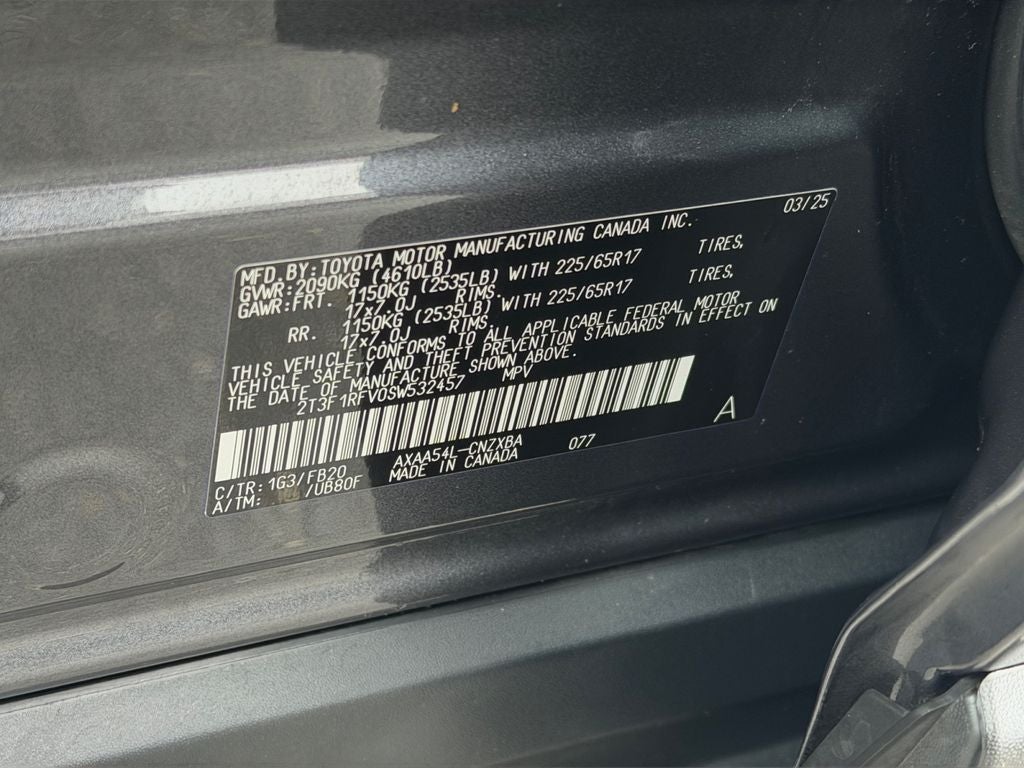 MFD. BY: TOYOTA MOTOR MANUFACTURING CANADA INC. 03/25
GVWR: 2090KG (4610LB)
GAWR: FRT. 1150KG (2535LB) WITH 225/65R17 TIRES,
17x7.0J RIMS
RR. 1150KG (2535LB) WITH 225/65R17 TIRES,
17x7.0J RIMS
THIS VEHICLE CONFORMS TO ALL APPLICABLE FEDERAL MOTOR
VEHICLE SAFETY AND THEFT PREVENTION STANDARDS IN EFFECT ON
THE DATE OF MANUFACTURE SHOWN ABOVE.
2T3F1RFV0SW532457 MPV
A
C/TR: 1G3/FB20 AXAA54L-CNZXBA 077
A/TM: /UB80F MADE IN CANADA